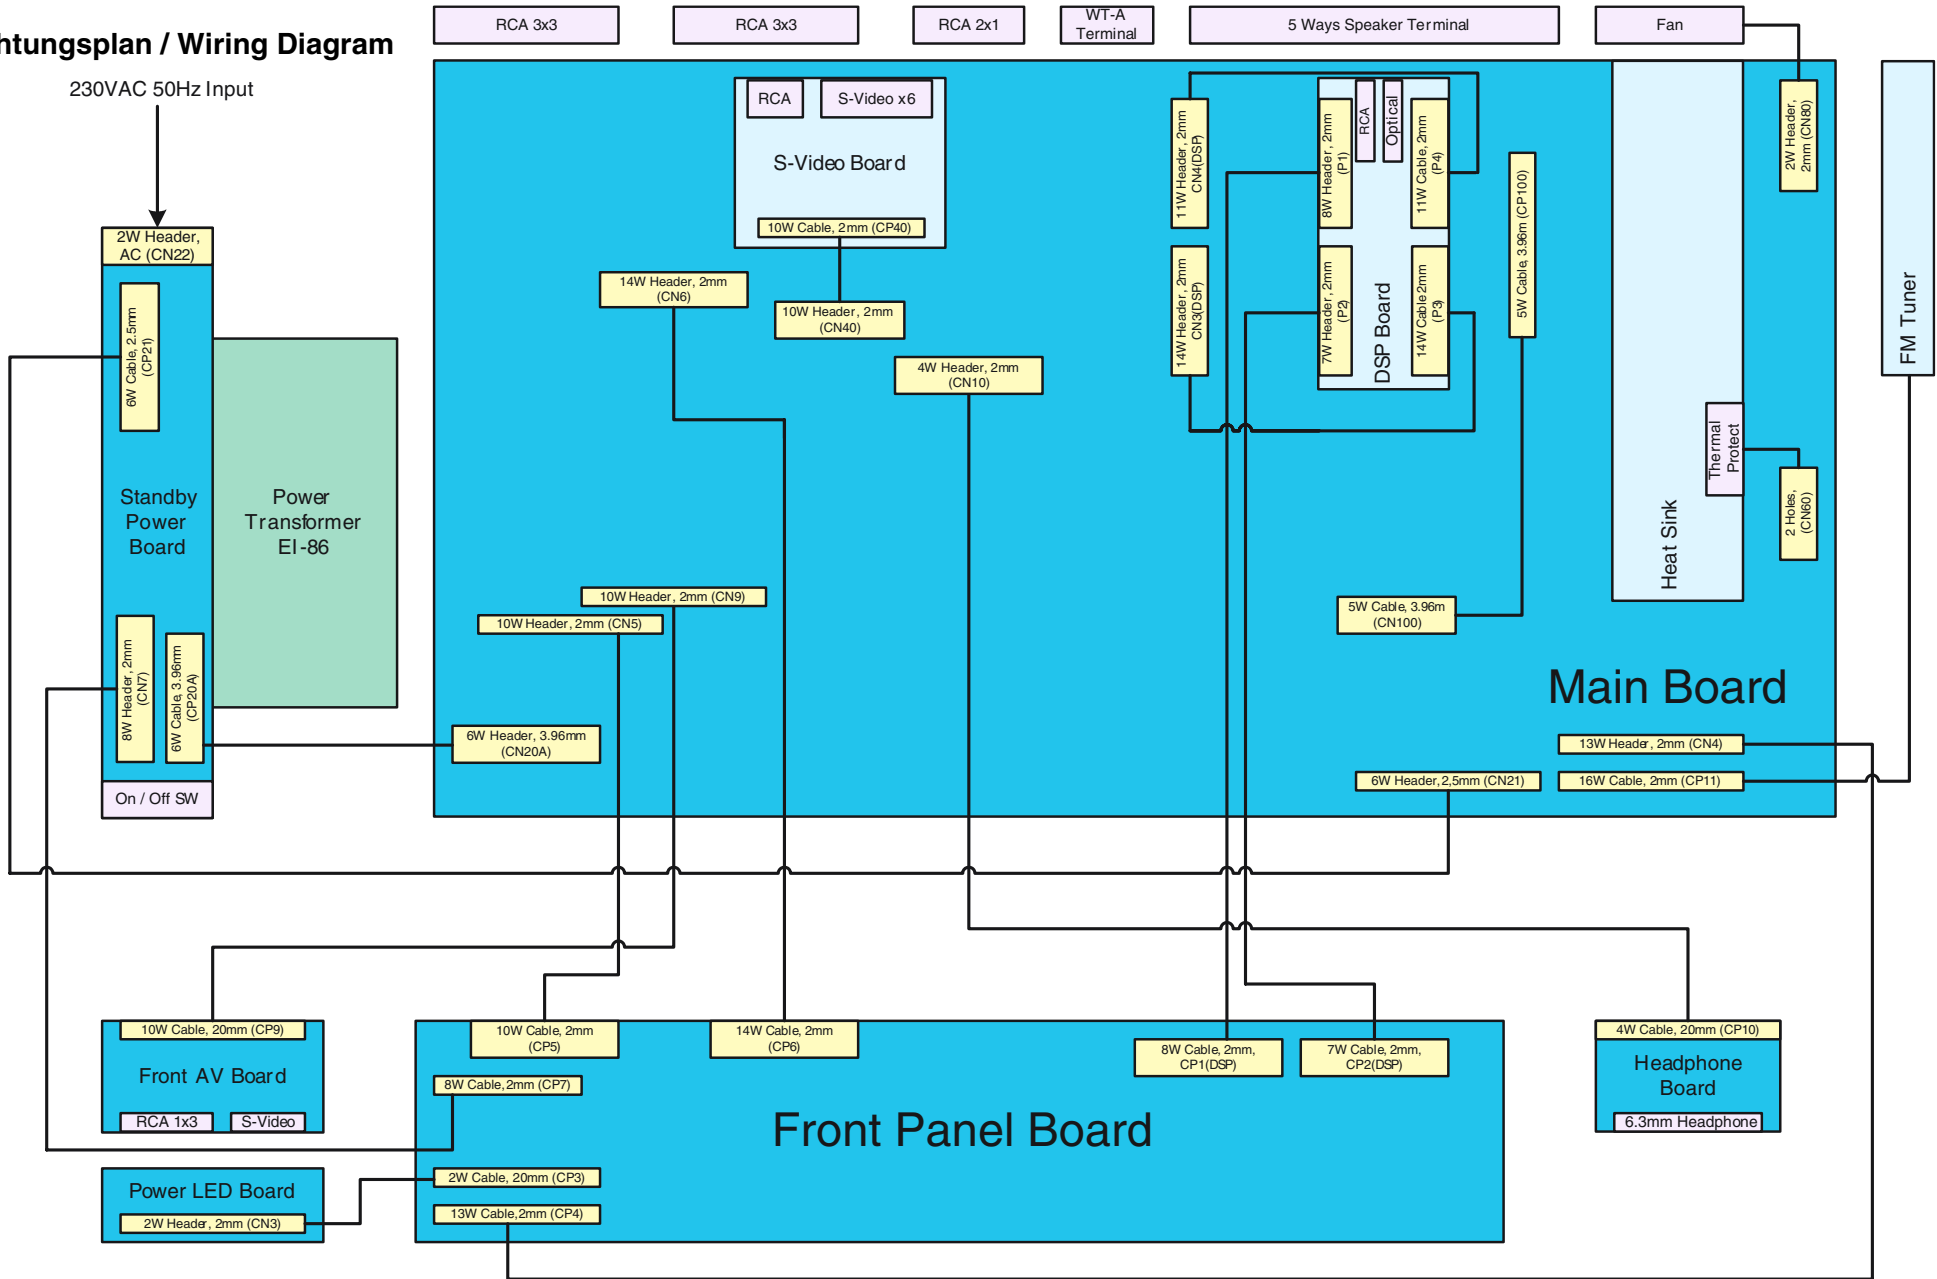 RCA 3x3
RCA 3x3
RCA 2x1
WT-A
Terminal
5 Ways Speaker Terminal
Fan
htungsplan / Wiring Diagram
230VAC 50Hz Input
RCA
S-Video x6
S-Video Board
10W Cable, 2mm (CP40)
11W Header, 2mm
CN4(DSP)
8W Header, 2mm
(P1)
RCA
Optical
11W Cable, 2mm
(P4)
5W Cable, 3.96m (CP100)
2W Header,
2mm (CN80)
FM Tuner
2W Header,
AC (CN22)
6W Cable, 2.5mm
(CP21)
14W Header, 2mm
(CN6)
10W Header, 2mm
(CN40)
14W Header, 2mm
CN3(DSP)
7W Header, 2mm
(P2)
DSP Board
14W Cable2mm
(P3)
4W Header, 2mm
(CN10)
Thermal
Protect
Heat Sink
2 Holes,
(CN60)
Standby
Power
Board
Power
Transformer
EI-86
10W Header, 2mm (CN9)
10W Header, 2mm (CN5)
5W Cable, 3.96m
(CN100)
8W Header, 2mm
(CN7)
6W Cable, 3.96mm
(CP20A)
Main Board
6W Header, 3.96mm
(CN20A)
13W Header, 2mm (CN4)
6W Header,2,5mm (CN21)
16W Cable, 2mm (CP11)
On / Off SW
10W Cable, 20mm (CP9)
Front AV Board
RCA 1x3
S-Video
10W Cable, 2mm
(CP5)
14W Cable, 2mm
(CP6)
8W Cable, 2mm,
CP1(DSP)
7W Cable, 2mm,
CP2(DSP)
4W Cable, 20mm (CP10)
Headphone
Board
6.3mm Headphone
8W Cable,2mm (CP7)
Front Panel Board
2W Cable, 20mm (CP3)
13W Cable,2mm (CP4)
Power LED Board
2W Header, 2mm (CN3)